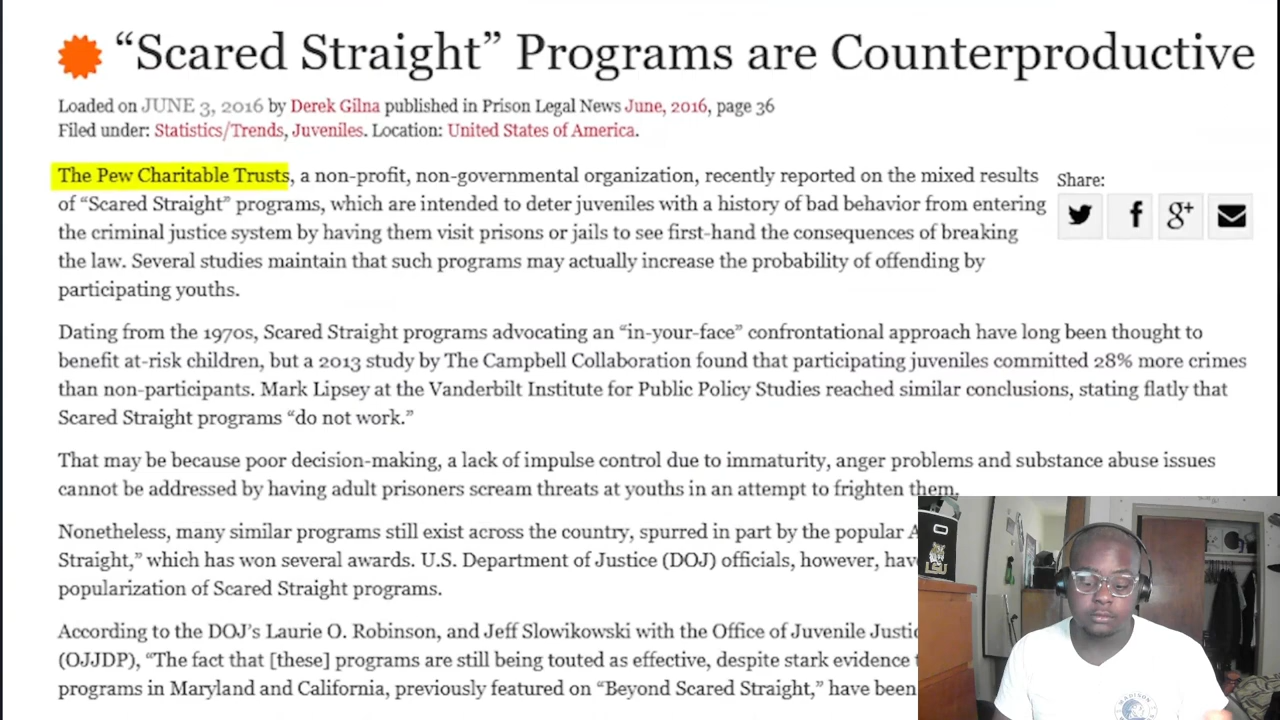 “Scared Straight” Programs are Counterproductive
Loaded on JUNE 3, 2016 by Derek Gilna published in Prison Legal News June, 2016, page 36
Filed under: Statistics/Trends, Juveniles. Location: United States of America.
The Pew Charitable Trusts, a non-profit, non-governmental organization, recently reported on the mixed results
Share:
of “Scared Straight” programs, which are intended to deter juveniles with a history of bad behavior from entering
the criminal justice system by having them visit prisons or jails to see first-hand the consequences of breaking
the law. Several studies maintain that such programs may actually increase the probability of offending by
participating youths.
Dating from the 1970s, Scared Straight programs advocating an “in-your-face” confrontational approach have long been thought to
benefit at-risk children, but a 2013 study by The Campbell Collaboration found that participating juveniles committed 28% more crimes
than non-participants. Mark Lipsey at the Vanderbilt Institute for Public Policy Studies reached similar conclusions, stating flatly that
Scared Straight programs “do not work.”
That may be because poor decision-making, a lack of impulse control due to immaturity, anger problems and substance abuse issues
cannot be addressed by having adult prisoners scream threats at youths in an attempt to frighten them.
Nonetheless, many similar programs still exist across the country, spurred in part by the popular A
Straight,” which has won several awards. U.S. Department of Justice (DOJ) officials, however, hav
popularization of Scared Straight programs.
According to the DOJ’s Laurie O. Robinson, and Jeff Slowikowski with the Office of Juvenile Justic
(OJJDP), “The fact that [these] programs are still being touted as effective, despite stark evidence
programs in Maryland and California, previously featured on “Beyond Scared Straight,” have been
LSU
MADISON